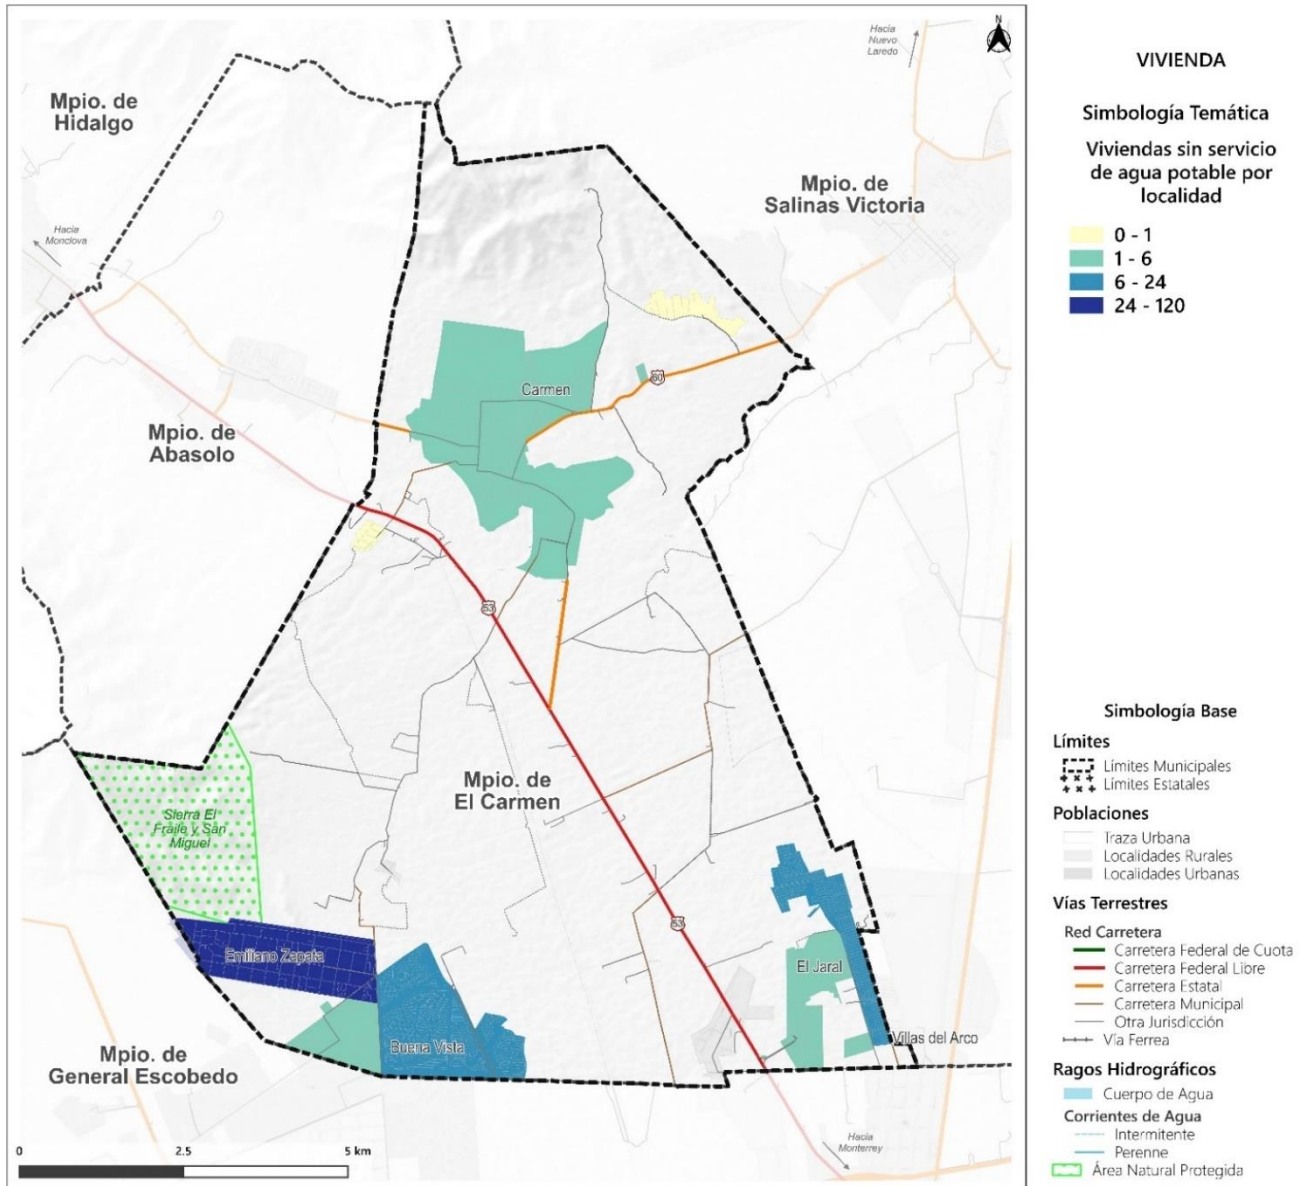 N
Hacia
Nuevo
Laredo
Mpio. de
Hidalgo
Mpio. de
Salinas Victoria
Hacia
Monclova
Carmen
60
Mpio. de
Abasolo
53
Mpio. de
El Carmen
Sierra El
Fraile y San
Miguel
53
Emiliano Zapata
El Jaral
Buena Vista
Villas del Arco
Mpio. de
General Escobedo
Hacia
Monterrey
0 2.5 5 km
VIVIENDA
Simbología Temática
Viviendas sin servicio
de agua potable por
localidad
0 - 1
1 - 6
6 - 24
24 - 120
Simbología Base
Límites
Límites Municipales
Límites Estatales
Poblaciones
Traza Urbana
Localidades Rurales
Localidades Urbanas
Vías Terrestres
Red Carretera
Carretera Federal de Cuota
Carretera Federal Libre
Carretera Estatal
Carretera Municipal
Otra Jurisdicción
Vía Ferrea
Ragos Hidrográficos
Cuerpo de Agua
Corrientes de Agua
Intermitente
Perenne
Área Natural Protegida